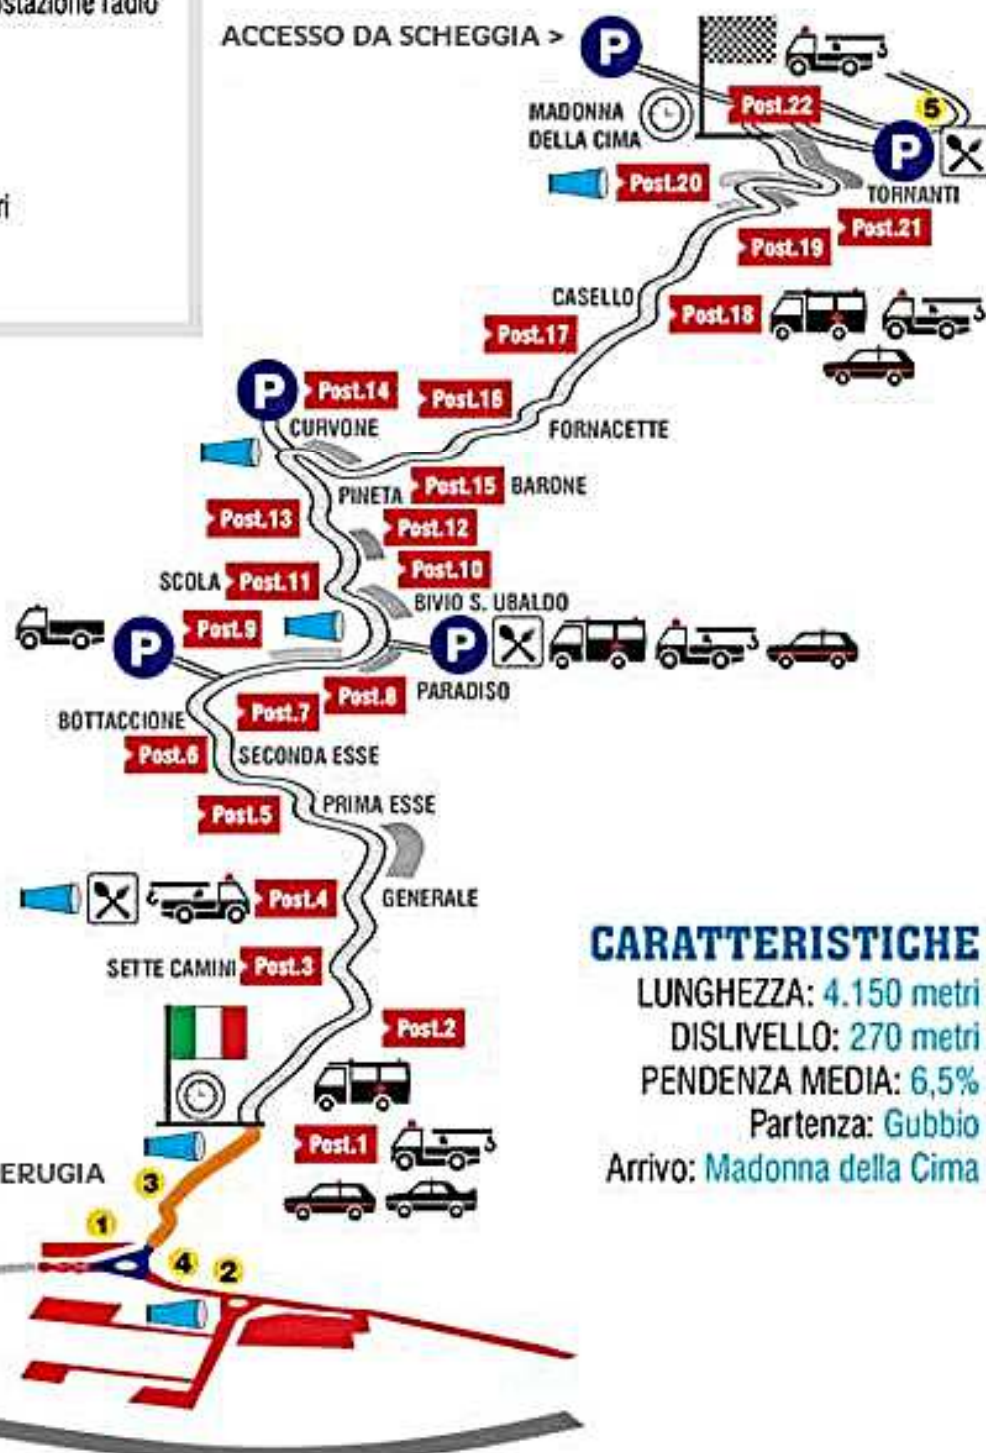 stazione radio
ri
ACCESSO DA SCHEGGIA >
P
Post.22
5
MADONNA
DELLA CIMA
P
Post.20
TORNANTI
Post.21
Post.19
CASELLO
Post.18
Post.17
P
Post.14
Post.16
CURVONE
FORNACETTE
PINETA
Post.15
BARONE
Post.13
Post.12
Post.10
SCOLA
Post.11
BIVIO S. UBALDO
Post.9
P
P
PARADISO
Post.8
Post.7
BOTTACCIONE
Post.6
SECONDA ESSE
PRIMA ESSE
Post.5
Post.4
GENERALE
CARATTERISTICHE
LUNGHEZZA: 4.150 metri
DISLIVELLO: 270 metri
PENDENZA MEDIA: 6,5%
Partenza: Gubbio
Arrivo: Madonna della Cima
SETTE CAMINI
Post.3
Post.2
Post.1
ERUGIA
3
1
4
2